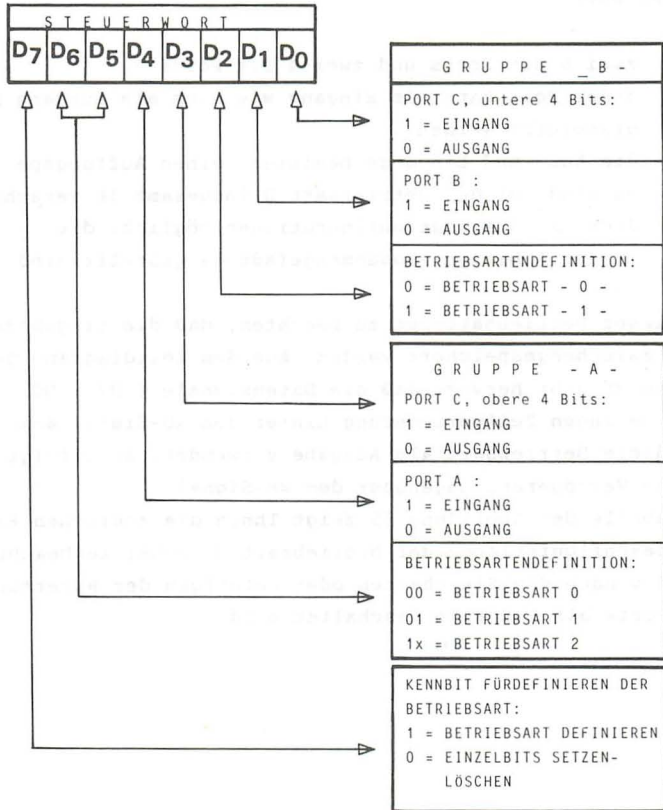 STEUERWORT
D7 D6 D5 D4 D3 D2 D1 D0
GRUPPE _B_
PORT C, untere 4 Bits:
1 = EINGANG
0 = AUSGANG
PORT B :
1 = EINGANG
0 = AUSGANG
BETRIEBSARTENDEFINITION:
0 = BETRIEBSART - 0 -
1 = BETRIEBSART - 1 -
GRUPPE -A-
PORT C, obere 4 Bits:
1 = EINGANG
0 = AUSGANG
PORT A :
1 = EINGANG
0 = AUSGANG
BETRIEBSARTENDEFINITION:
00 = BETRIEBSART 0
01 = BETRIEBSART 1
1x = BETRIEBSART 2
KENNBIT FÜRDEFINIEREN DER
BETRIEBSART:
1 = BETRIEBSART DEFINIEREN
0 = EINZELBITS SETZEN-
LÖSCHEN